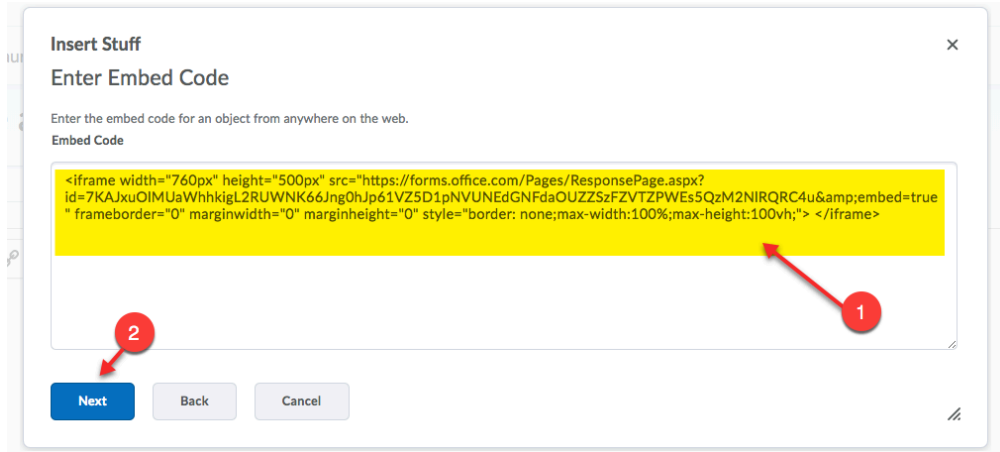 Insert Stuff
Enter Embed Code
Enter the embed code for an object from anywhere on the web.
Embed Code
<iframe width="760px" height="500px" src="https://forms.office.com/Pages/ResponsePage.aspx?
id=7KAJxuOlMUaWhhkigL2RUWNK66Jng0hJp61VZ5D1pNVUNEdGNFdaOUZZSzFZVTZPWEs5QzM2NlRQRC4u&amp;embed=true
" frameborder="0" marginwidth="0" marginheight="0" style="border: none;max-width:100%;max-height:100vh;"> </iframe>
1
2
Next
Back
Cancel